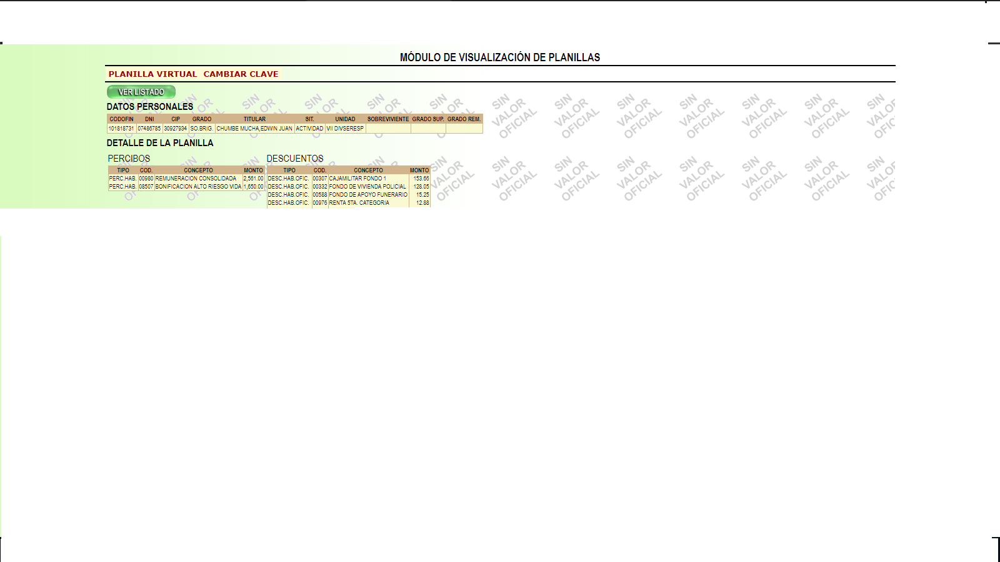 MÓDULO DE VISUALIZACIÓN DE PLANILLAS
PLANILLA VIRTUAL CAMBIAR CLAVE
VER LISTADO
DATOS PERSONALES
CODOFIN DNI CIP GRADO TITULAR SIT. UNIDAD SOBREVIVIENTE GRADO SUP. GRADO REM.
101818731 07486785 30927934 SO.BRIG. CHUMBE MUCHA,EDWIN JUAN ACTIVIDAD VII DIVSERESP
DETALLE DE LA PLANILLA
PERCIBOS DESCUENTOS
TIPO COD. CONCEPTO MONTO TIPO COD. CONCEPTO MONTO
PERC.HAB. 00980 REMUNERACION CONSOLIDADA 2,561.00 DESC.HAB.OFIC. 00307 CAJAMILITAR FONDO 1 153.66
PERC.HAB. 08507 BONIFICACION ALTO RIESGO VIDA 1,650.00 DESC.HAB.OFIC. 00332 FONDO DE VIVIENDA POLICIAL 128.05
DESC.HAB.OFIC. 00588 FONDO DE APOYO FUNERARIO 15.25
DESC.HAB.OFIC. 00976 RENTA 5TA. CATEGORIA 12.88
SIN VALOR OFICIAL